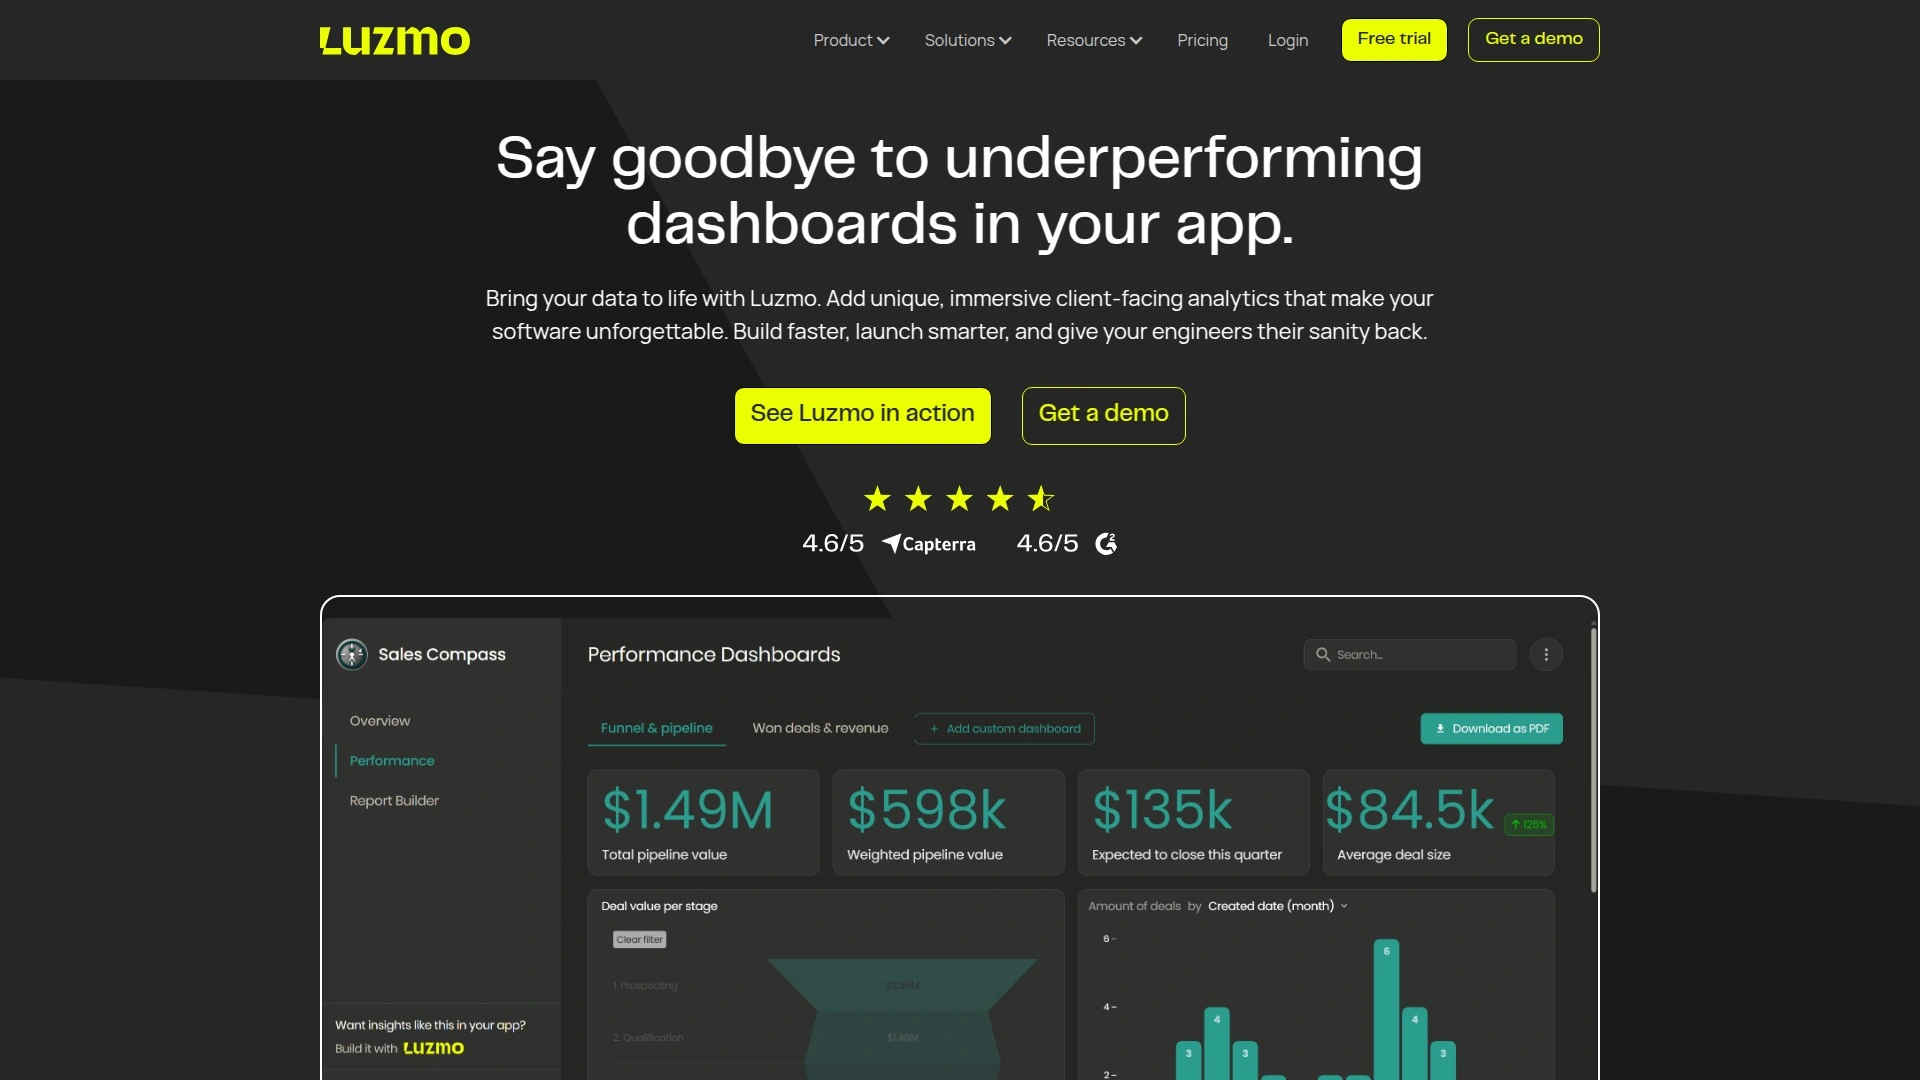 Luzmo
Product Solutions Resources Pricing Login Free trial Get a demo
Say goodbye to underperforming
dashboards in your app.
Bring your data to life with Luzmo. Add unique, immersive client-facing analytics that make your
software unforgettable. Build faster, launch smarter, and give your engineers their sanity back.
See Luzmo in action Get a demo
4.6/5 Capterra 4.6/5 G2
Sales Compass
Overview
Performance
Report Builder
Want insights like this in your app?
Build it with Luzmo
Performance Dashboards
Search...
Funnel & pipeline Won deals & revenue + Add custom dashboard Download as PDF
$1.49M
Total pipeline value
$598k
Weighted pipeline value
$135k
Expected to close this quarter
$84.5k 125%
Average deal size
Deal value per stage
Clear filter
1. Prospecting
2. Qualification $1.48M
Amount of deals by Created date (month)
6
6
4
4 4
3 3 3
2